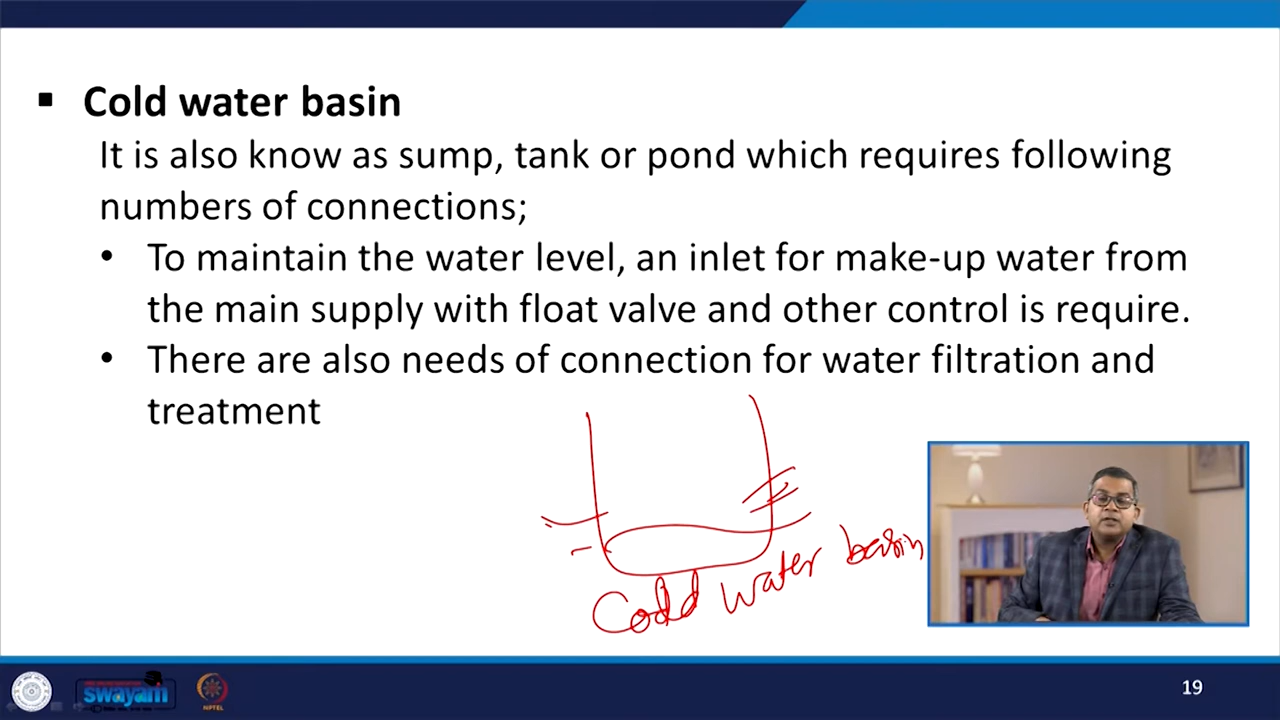 ▪ Cold water basin
It is also know as sump, tank or pond which requires following
numbers of connections;
• To maintain the water level, an inlet for make-up water from
the main supply with float valve and other control is require.
• There are also needs of connection for water filtration and
treatment
Cold water basin
swayam
NPTEL
19